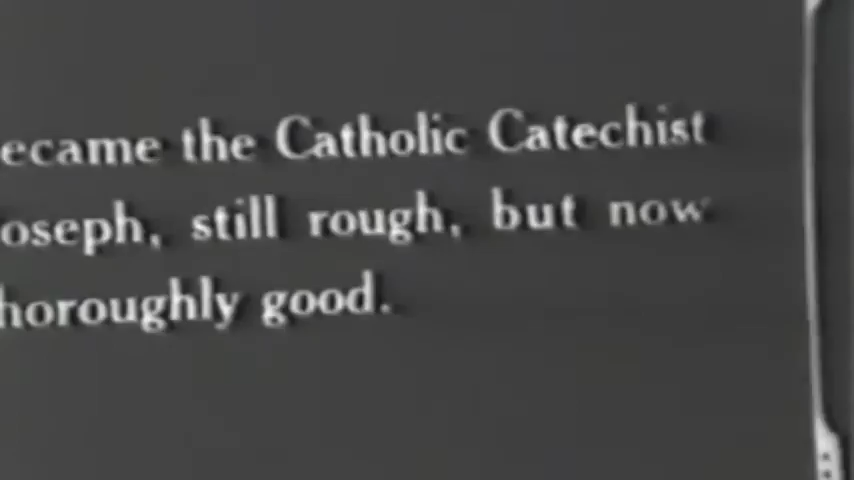 ecame the Catholic Catechist
oseph, still rough, but now
horoughly good.